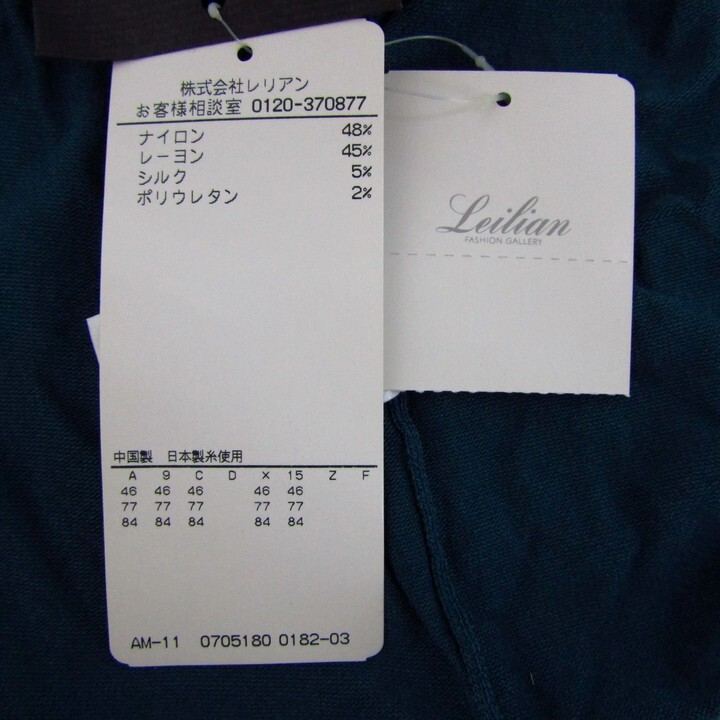 株式会社レリアン
お客様相談室 0120-370877
ナイロン 48%
レーヨン 45%
シルク 5%
ポリウレタン 2%
中国製 日本製糸使用
A 9 C D X 15 Z F
46 46 46 46 46
77 77 77 77 77
84 84 84 84 84
AM-11 0705180 0182-03
Leilian
FASHION GALLERY